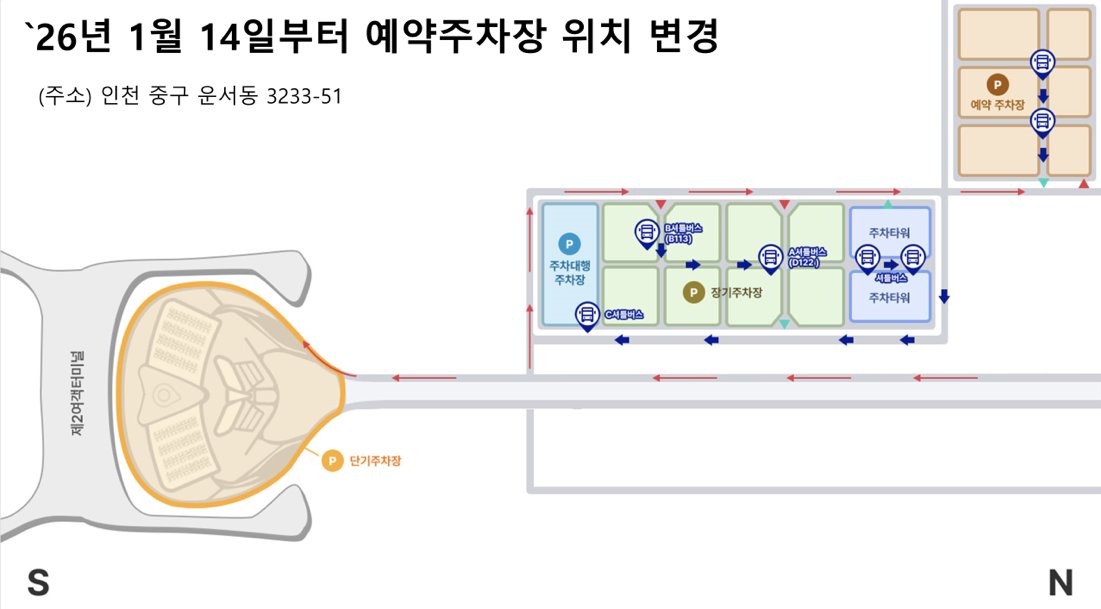 `26년 1월 14일부터 예약주차장 위치 변경
(주소) 인천 중구 운서동 3233-51
P
예약 주차장
P
주차대행
주차장
B셔틀버스
(B113)
A셔틀버스
(D122)
P 장기주차장
C셔틀버스
주차타워
셔틀버스
주차타워
제2여객터미널
P 단기주차장
S
N